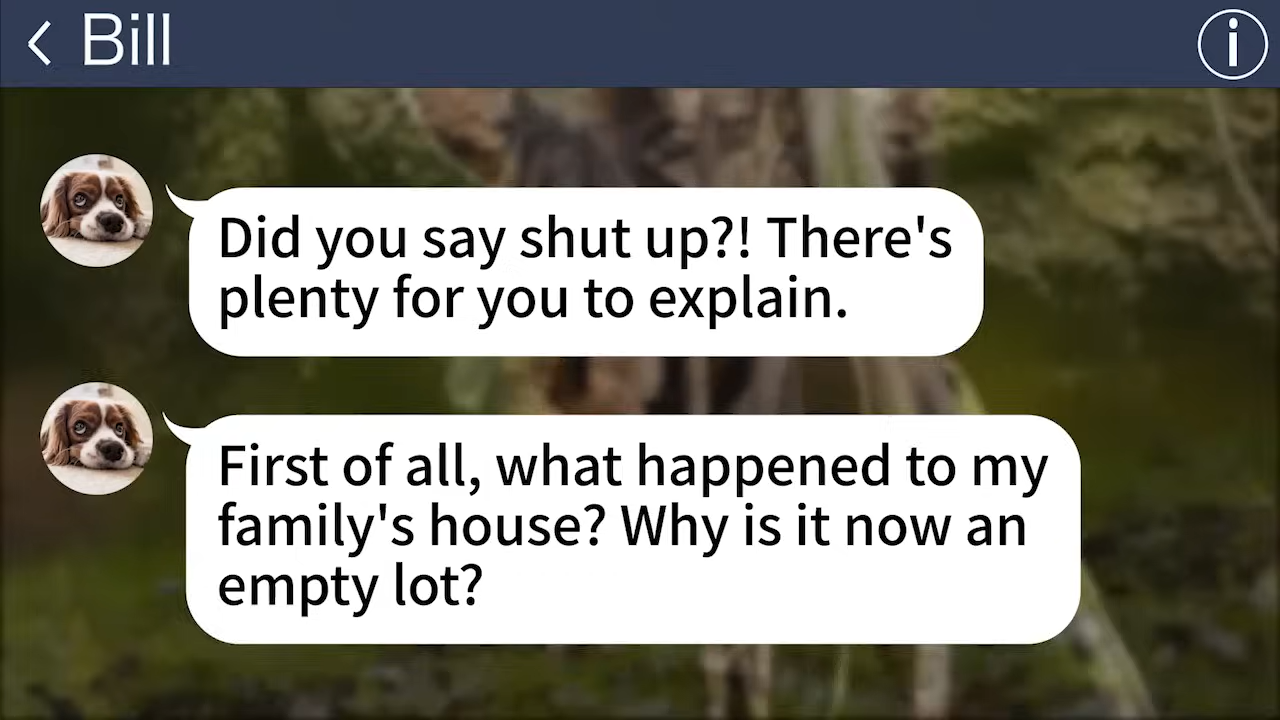 Bill
Did you say shut up?! There's
plenty for you to explain.
First of all, what happened to my
family's house? Why is it now an
empty lot?